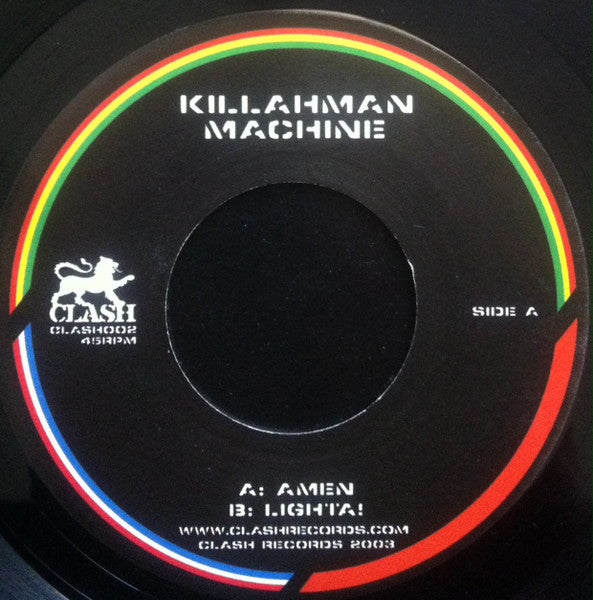 KILLAHMAN
MACHINE
CLASH
CLASH002
45RPM
SIDE A
A: AMEN
B: LIGHTA!
WWW.CLASHRECORDS.COM
CLASH RECORDS 2003